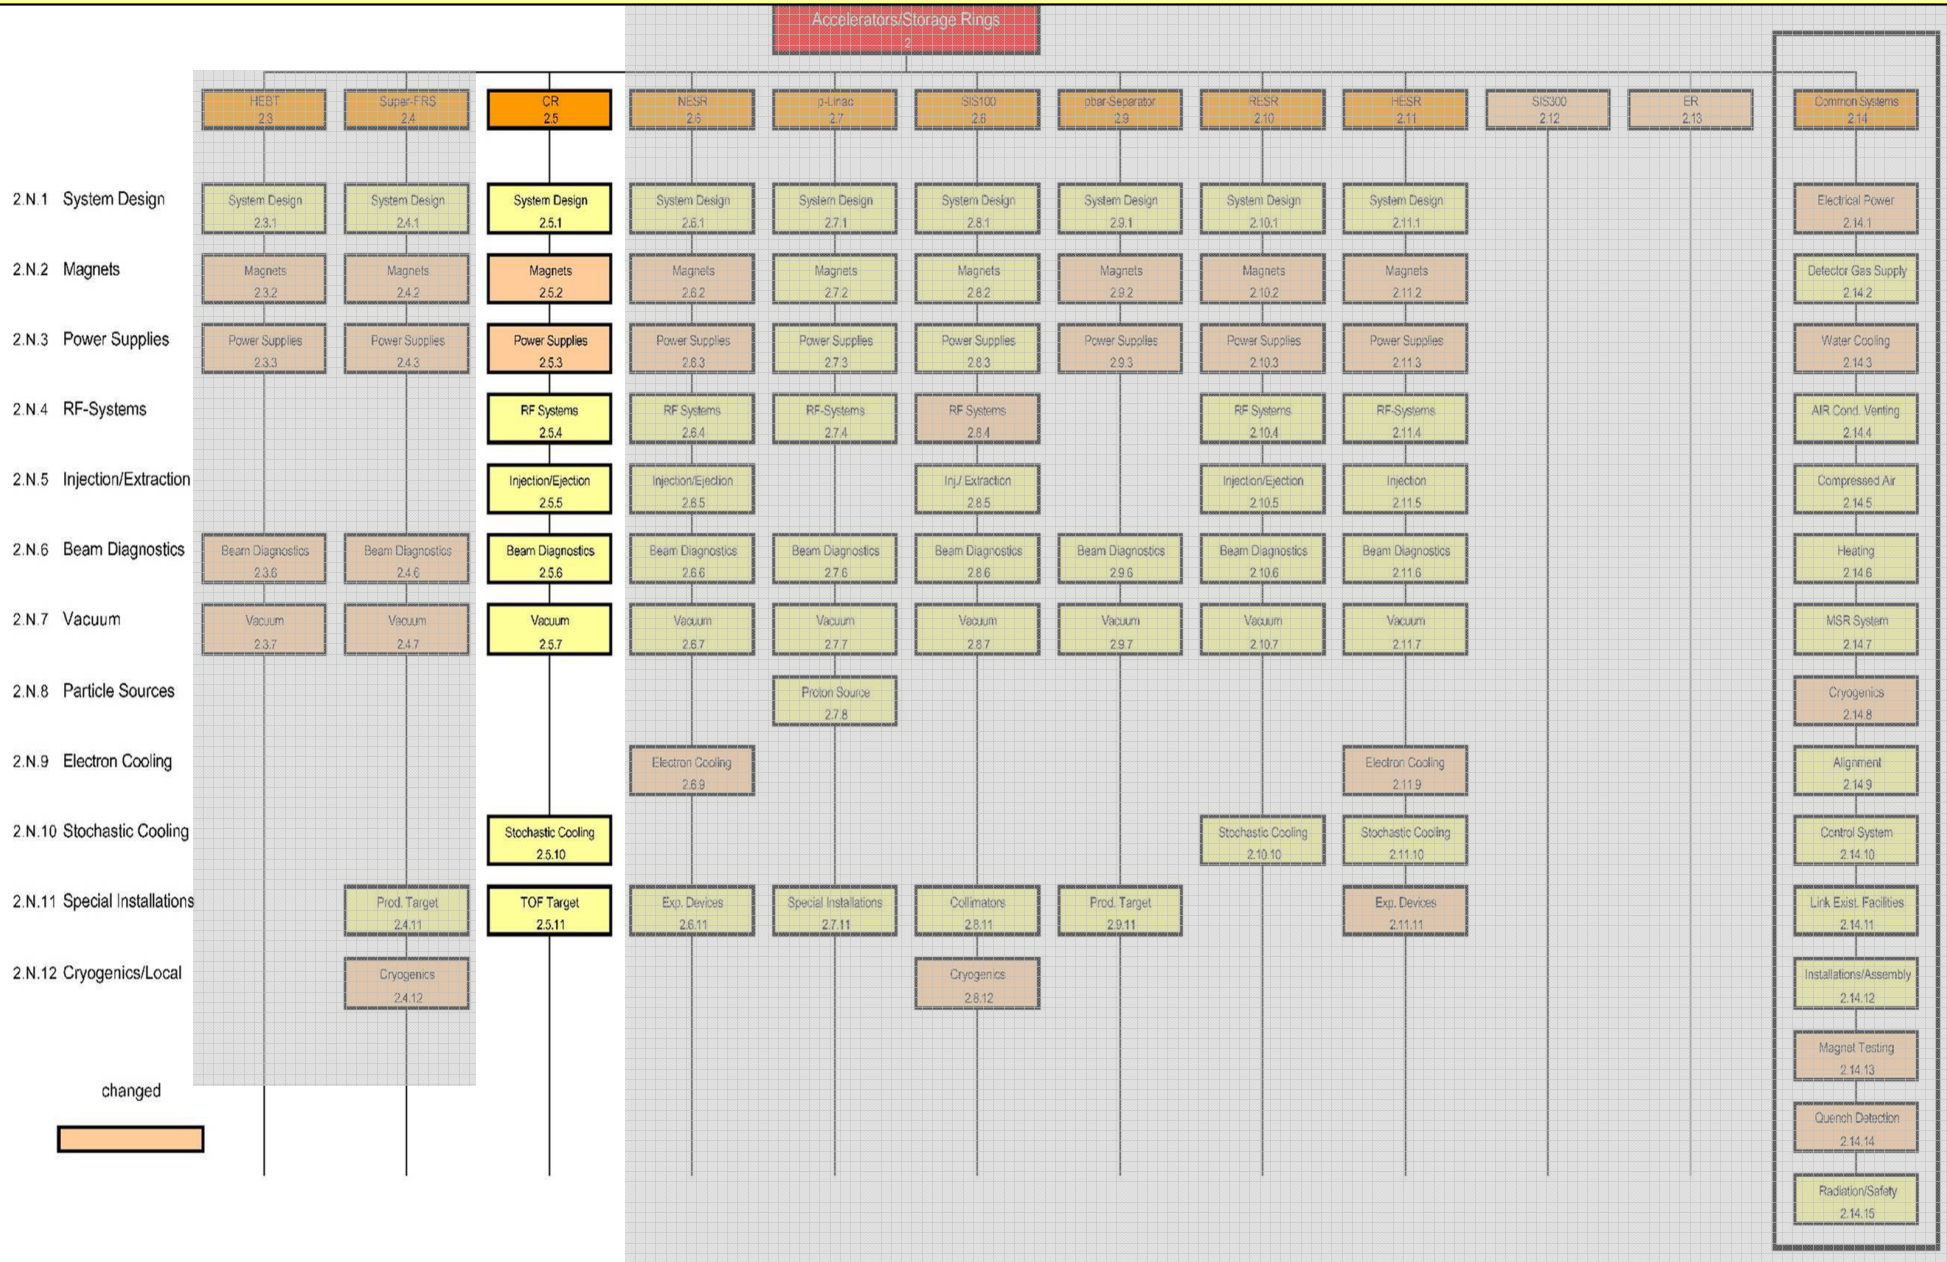 Accelerators/Storage Rings
2
HEBT
2.3
Super-FRS
2.4
CR
2.5
NESR
2.6
p-Linac
2.7
SIS100
2.8
pbar-Separator
2.9
RESR
2.10
HESR
2.11
SIS300
2.12
ER
2.13
Common Systems
2.14
2.N.1 System Design
System Design
2.3.1
System Design
2.4.1
System Design
2.5.1
System Design
2.6.1
System Design
2.7.1
System Design
2.8.1
System Design
2.9.1
System Design
2.10.1
System Design
2.11.1
Electrical Power
2.14.1
2.N.2 Magnets
Magnets
2.3.2
Magnets
2.4.2
Magnets
2.5.2
Magnets
2.6.2
Magnets
2.7.2
Magnets
2.8.2
Magnets
2.9.2
Magnets
2.10.2
Magnets
2.11.2
Detector Gas Supply
2.14.2
2.N.3 Power Supplies
Power Supplies
2.3.3
Power Supplies
2.4.3
Power Supplies
2.5.3
Power Supplies
2.6.3
Power Supplies
2.7.3
Power Supplies
2.8.3
Power Supplies
2.9.3
Power Supplies
2.10.3
Power Supplies
2.11.3
Water Cooling
2.14.3
2.N.4 RF-Systems
RF Systems
2.5.4
RF Systems
2.6.4
RF-Systems
2.7.4
RF Systems
2.8.4
RF Systems
2.10.4
RF-Systems
2.11.4
AIR Cond. Venting
2.14.4
2.N.5 Injection/Extraction
Injection/Ejection
2.5.5
Injection/Ejection
2.6.5
Inj./ Extraction
2.8.5
Injection/Ejection
2.10.5
Injection
2.11.5
Compressed Air
2.14.5
2.N.6 Beam Diagnostics
Beam Diagnostics
2.3.6
Beam Diagnostics
2.4.6
Beam Diagnostics
2.5.6
Beam Diagnostics
2.6.6
Beam Diagnostics
2.7.6
Beam Diagnostics
2.8.6
Beam Diagnostics
2.9.6
Beam Diagnostics
2.10.6
Beam Diagnostics
2.11.6
Heating
2.14.6
2.N.7 Vacuum
Vacuum
2.3.7
Vacuum
2.4.7
Vacuum
2.5.7
Vacuum
2.6.7
Vacuum
2.7.7
Vacuum
2.8.7
Vacuum
2.9.7
Vacuum
2.10.7
Vacuum
2.11.7
MSR System
2.14.7
2.N.8 Particle Sources
Proton Source
2.7.8
Cryogenics
2.14.8
2.N.9 Electron Cooling
Electron Cooling
2.6.9
Electron Cooling
2.11.9
Alignment
2.14.9
2.N.10 Stochastic Cooling
Stochastic Cooling
2.5.10
Stochastic Cooling
2.10.10
Stochastic Cooling
2.11.10
Control System
2.14.10
2.N.11 Special Installations
Prod. Target
2.4.11
TOF Target
2.5.11
Exp. Devices
2.6.11
Special Installations
2.7.11
Collimators
2.8.11
Prod. Target
2.9.11
Exp. Devices
2.11.11
Link Exist. Facilities
2.14.11
2.N.12 Cryogenics/Local
Cryogenics
2.4.12
Cryogenics
2.8.12
Installations/Assembly
2.14.12
Magnet Testing
2.14.13
changed
Quench Detection
2.14.14
Radiation/Safety
2.14.15